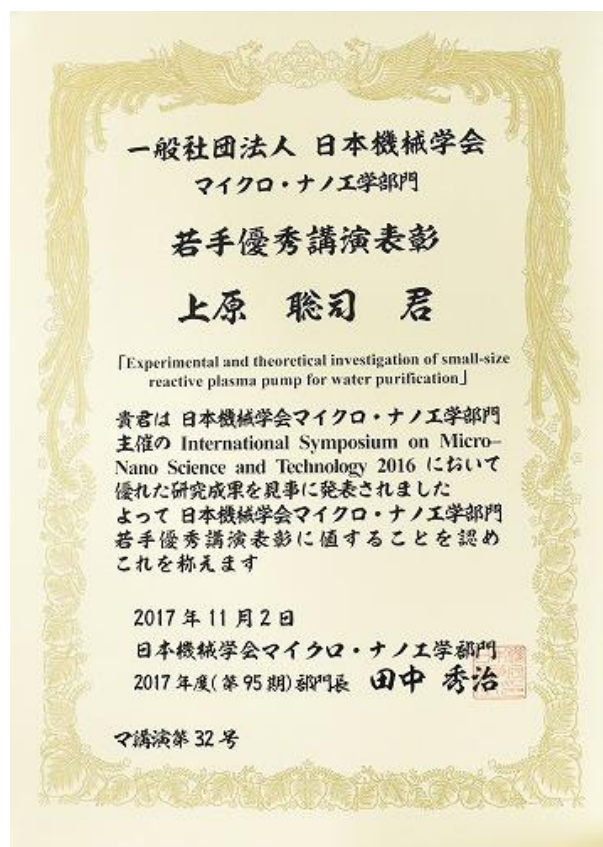 一般社団法人 日本機械学会
マイクロ・ナノ工学部門
若手優秀講演表彰
上原 聡司 君
「Experimental and theoretical investigation of small-size
reactive plasma pump for water purification」
貴君は 日本機械学会マイクロ・ナノ工学部門
主催の International Symposium on Micro–
Nano Science and Technology 2016 において
優れた研究成果を見事に発表されました
よって 日本機械学会マイクロ・ナノ工学部門
若手優秀講演表彰に値することを認め
これを称えます
2017 年 11 月 2 日
日本機械学会マイクロ・ナノ工学部門
2017 年度(第 95 期)部門長 田中 秀治
マ講演第 32 号